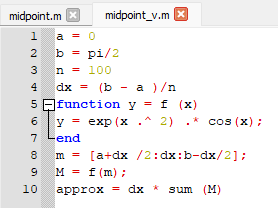 midpoint.m midpoint_v.m
1 a = 0
2 b = pi/2
3 n = 100
4 dx = (b - a )/n
5 function y = f (x)
6 y = exp(x .^ 2) .* cos(x);
7 end
8 m = [a+dx /2:dx:b-dx/2];
9 M = f(m);
10 approx = dx * sum (M)